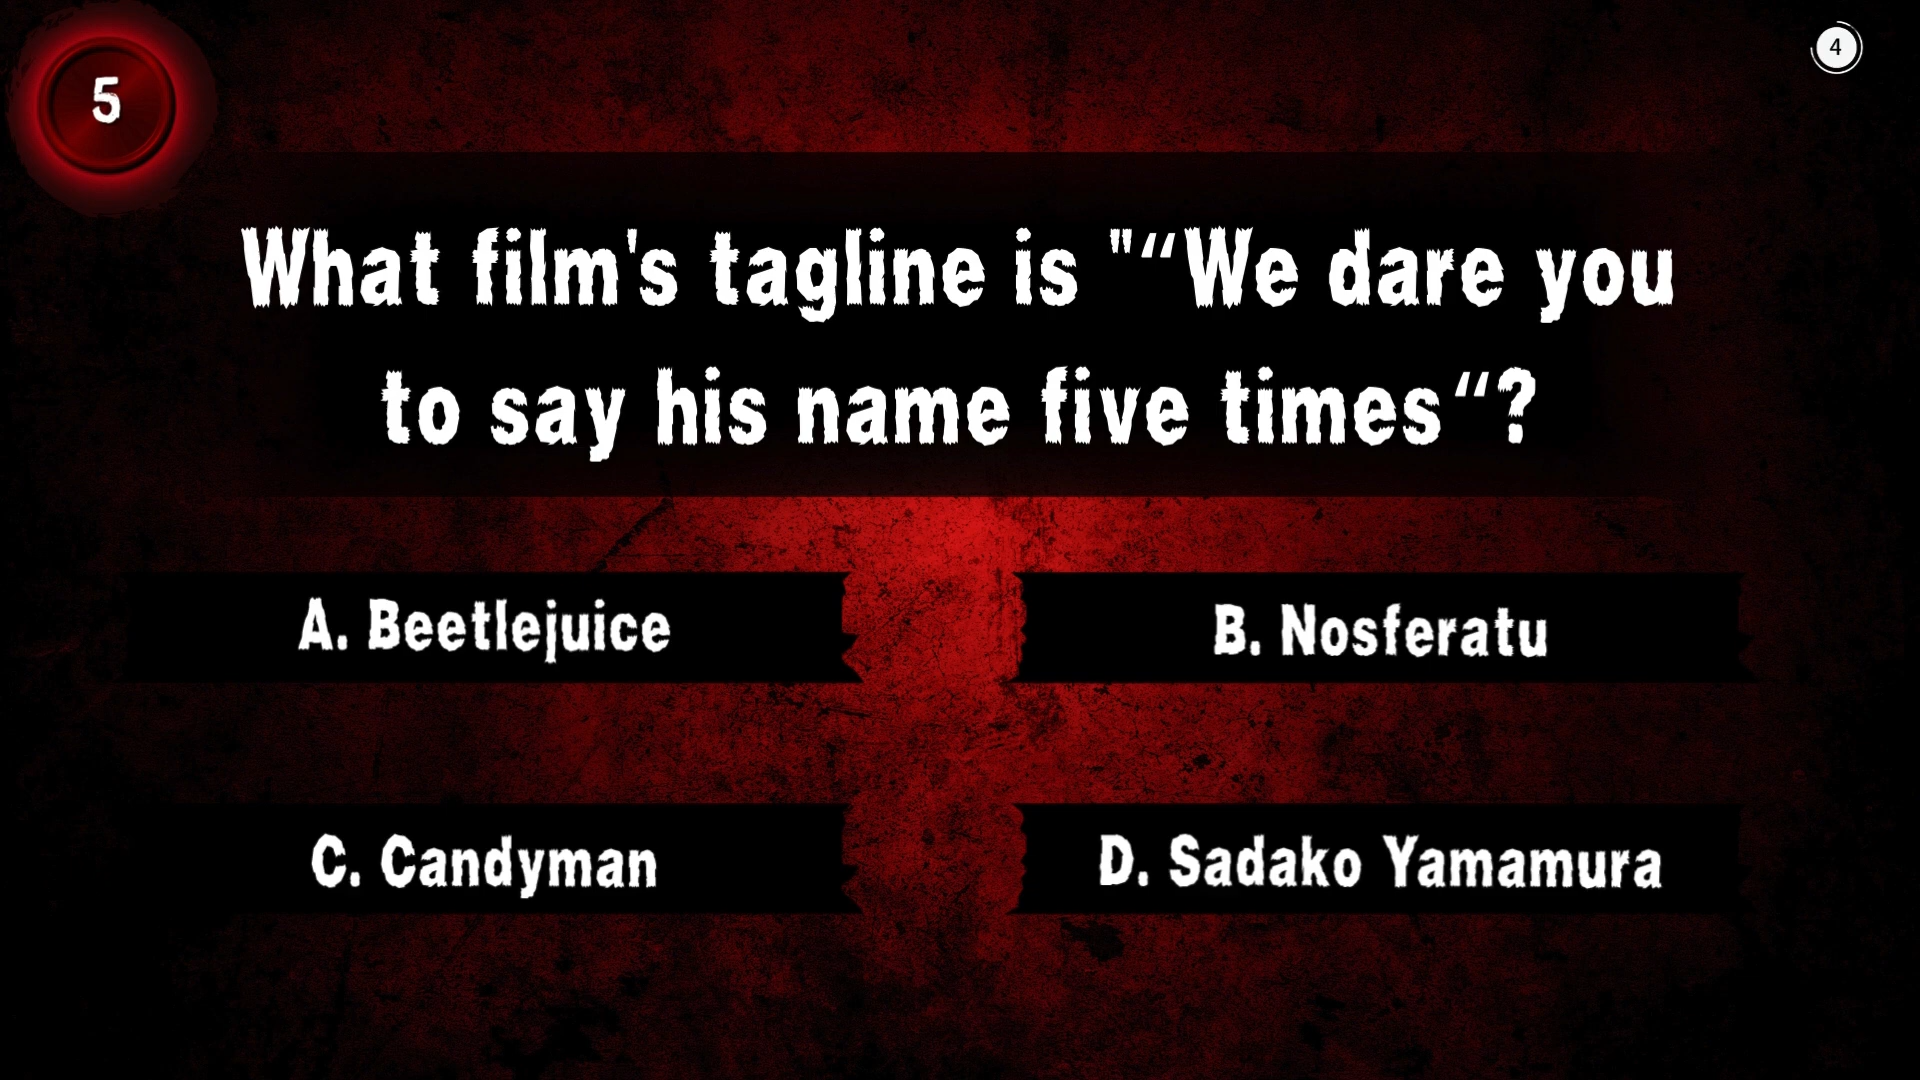 5
4
What film's tagline is "“We dare you
to say his name five times“?
A. Beetlejuice
B. Nosferatu
C. Candyman
D. Sadako Yamamura